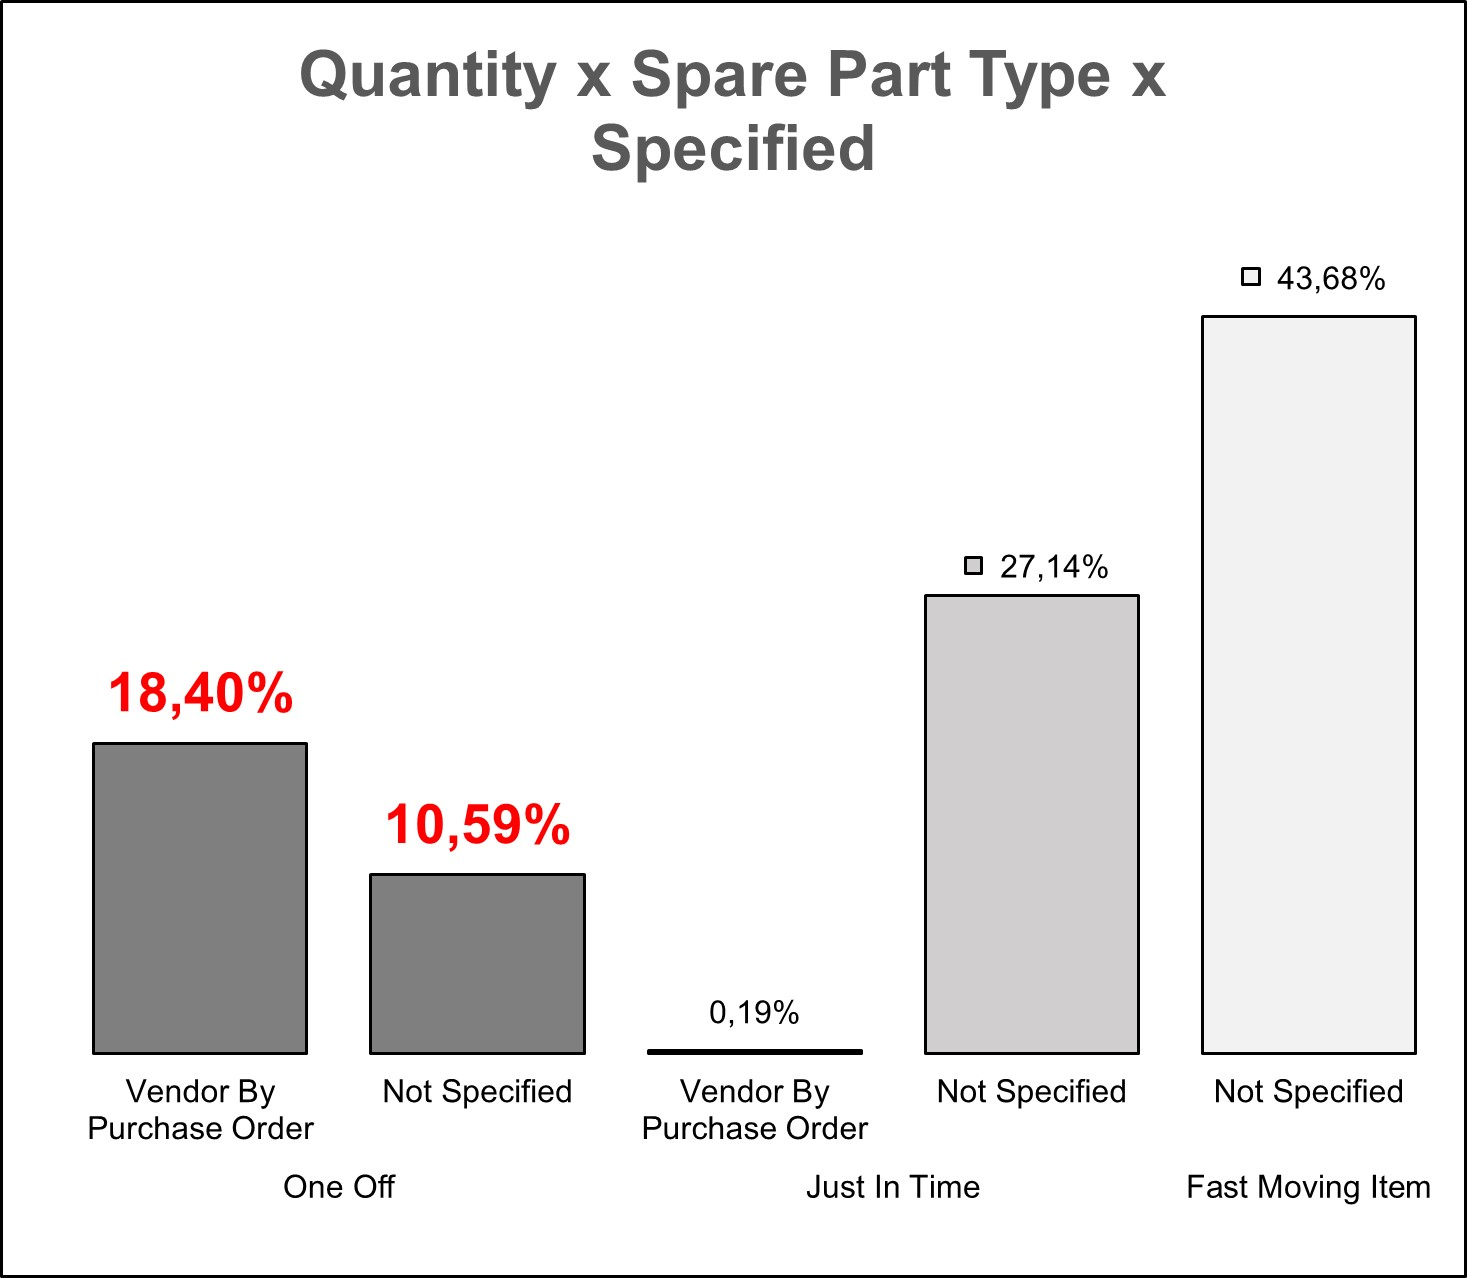 Quantity x Spare Part Type x
Specified
43,68%
27,14%
18,40%
10,59%
0,19%
Vendor By
Purchase Order
Not Specified
Vendor By
Purchase Order
Not Specified
Not Specified
One Off
Just In Time
Fast Moving Item